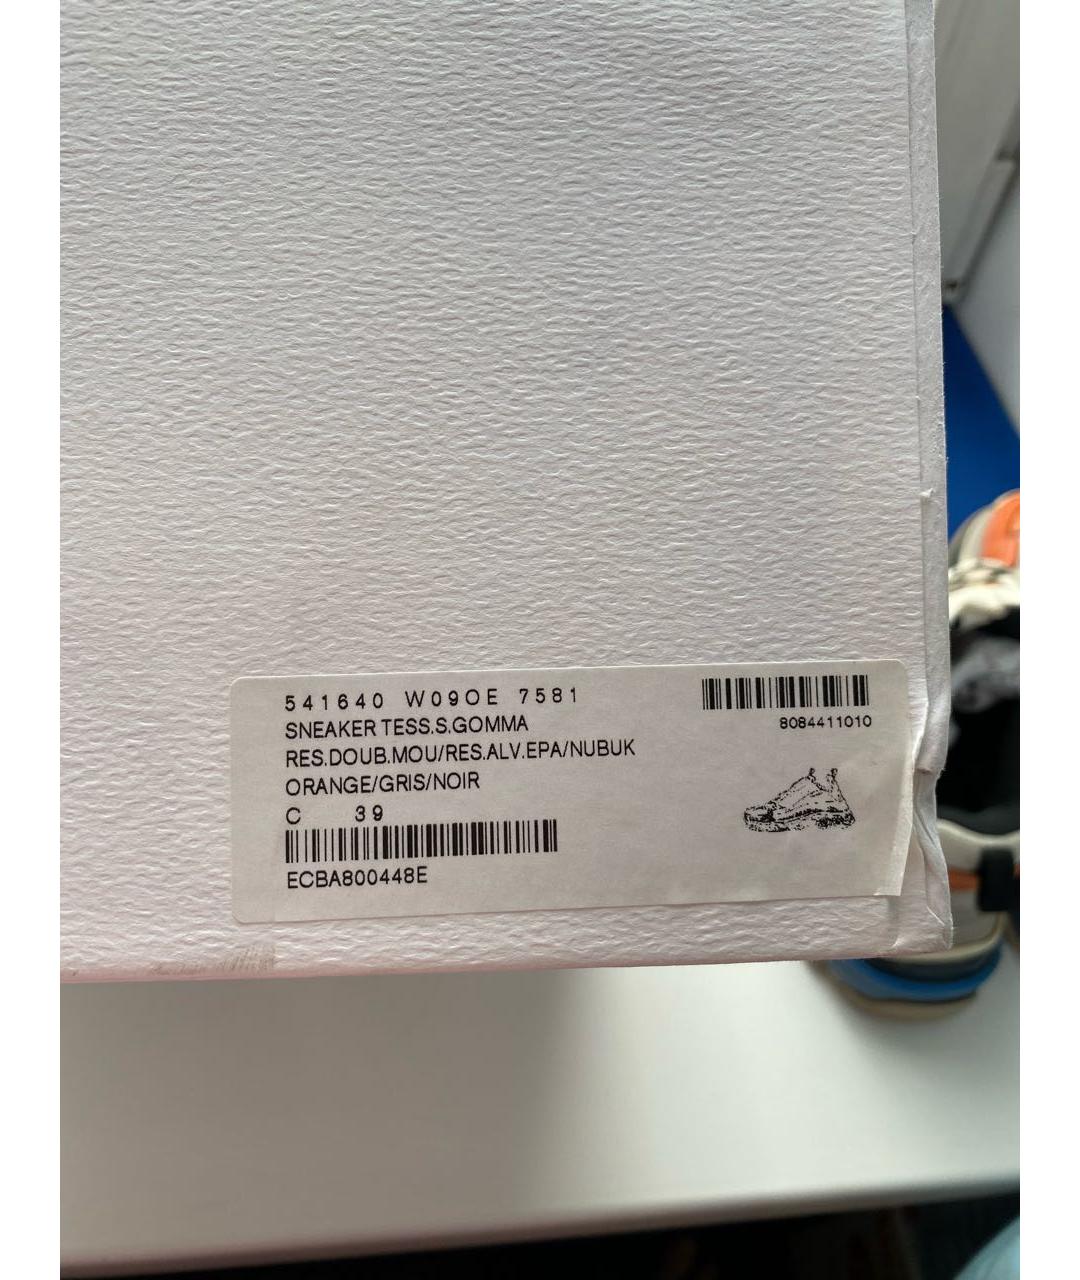 541640 W09OE 7581
8084411010
SNEAKER TESS.S.GOMMA
RES.DOUB.MOU/RES.ALV.EPA/NUBUK
ORANGE/GRIS/NOIR
C 39
ECBA800448E